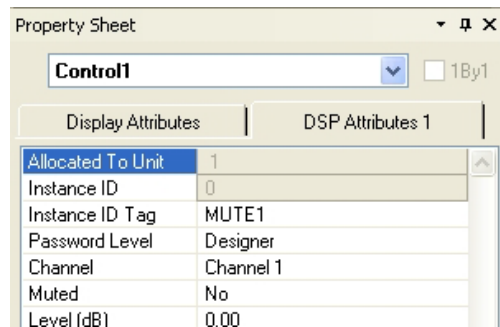 Property Sheet
Control1
1By1
Display Attributes DSP Attributes 1
Allocated To Unit 1
Instance ID 0
Instance ID Tag MUTE1
Password Level Designer
Channel Channel 1
Muted No
Level (dB) 0.00